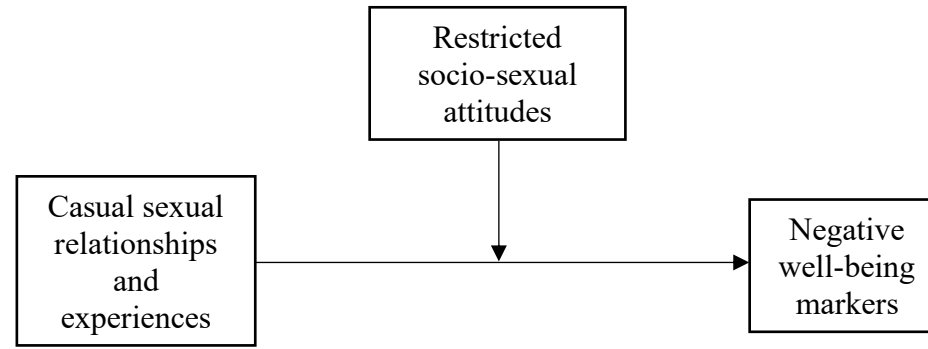 Restricted
socio-sexual
attitudes
Casual sexual
relationships
and
experiences
Negative
well-being
markers